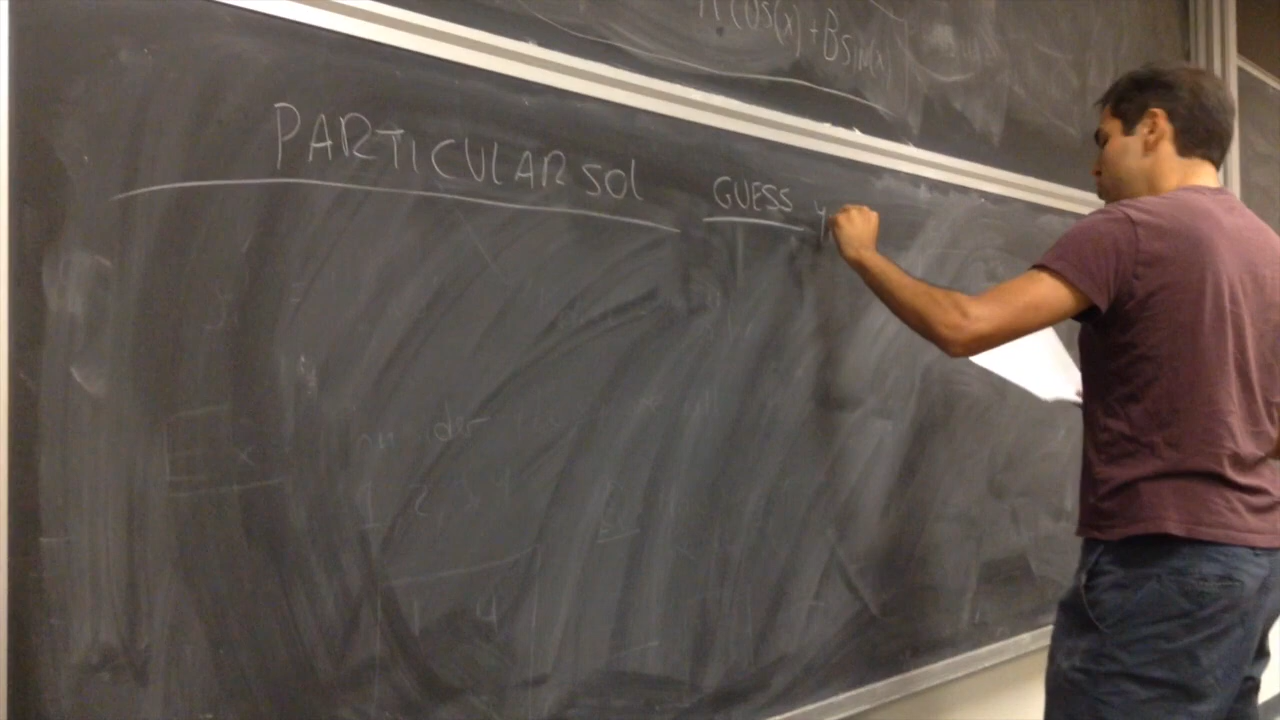 A cos(x) + B sin(x)
PARTICULAR SOL GUESS y